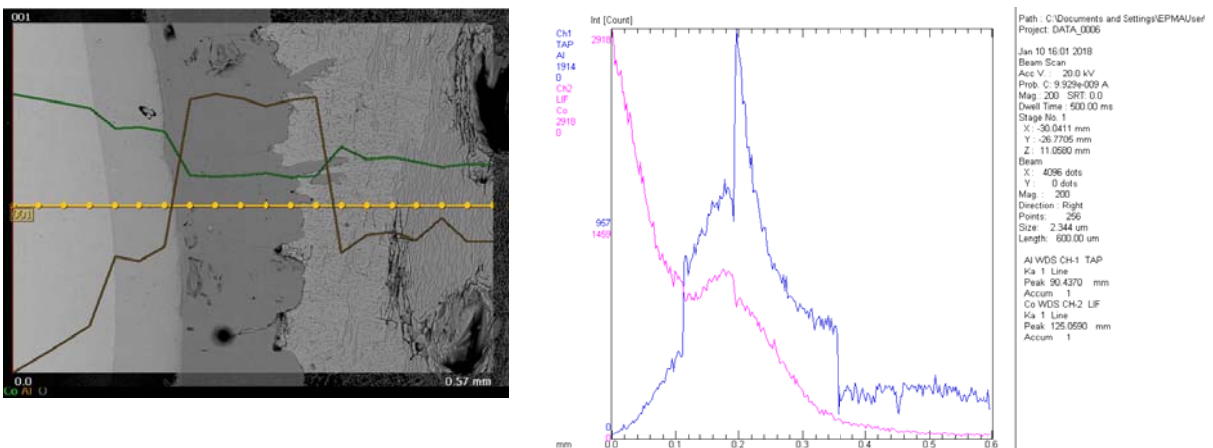 001
001
0.0
0.57 mm
Co Al O
Int [Count]
Ch1
TAP
Al
1914
0
Ch2
LIF
Co
2918
0
2918
957
1459
0
0
mm
0.0
0.1
0.2
0.3
0.4
0.5
0.6
Path : C:\Documents and Settings\EPMAUser
Project: DATA_0006
Jan 10 16:01 2018
Beam Scan
Acc V. : 20.0 kV
Prob. C: 9.929e-009 A
Mag.: 200 SRT: 0.0
Dwell Time : 500.00 ms
Stage No. 1
X : -30.0411 mm
Y : -26.7705 mm
Z : 11.0580 mm
Beam
X: 4096 dots
Y: 0 dots
Mag.: 200
Direction : Right
Points: 256
Size: 2.344 um
Length: 600.00 um
Al WDS CH-1 TAP
Ka 1 Line
Peak 90.4370 mm
Accum 1
Co WDS CH-2 LIF
Ka 1 Line
Peak 125.0590 mm
Accum 1